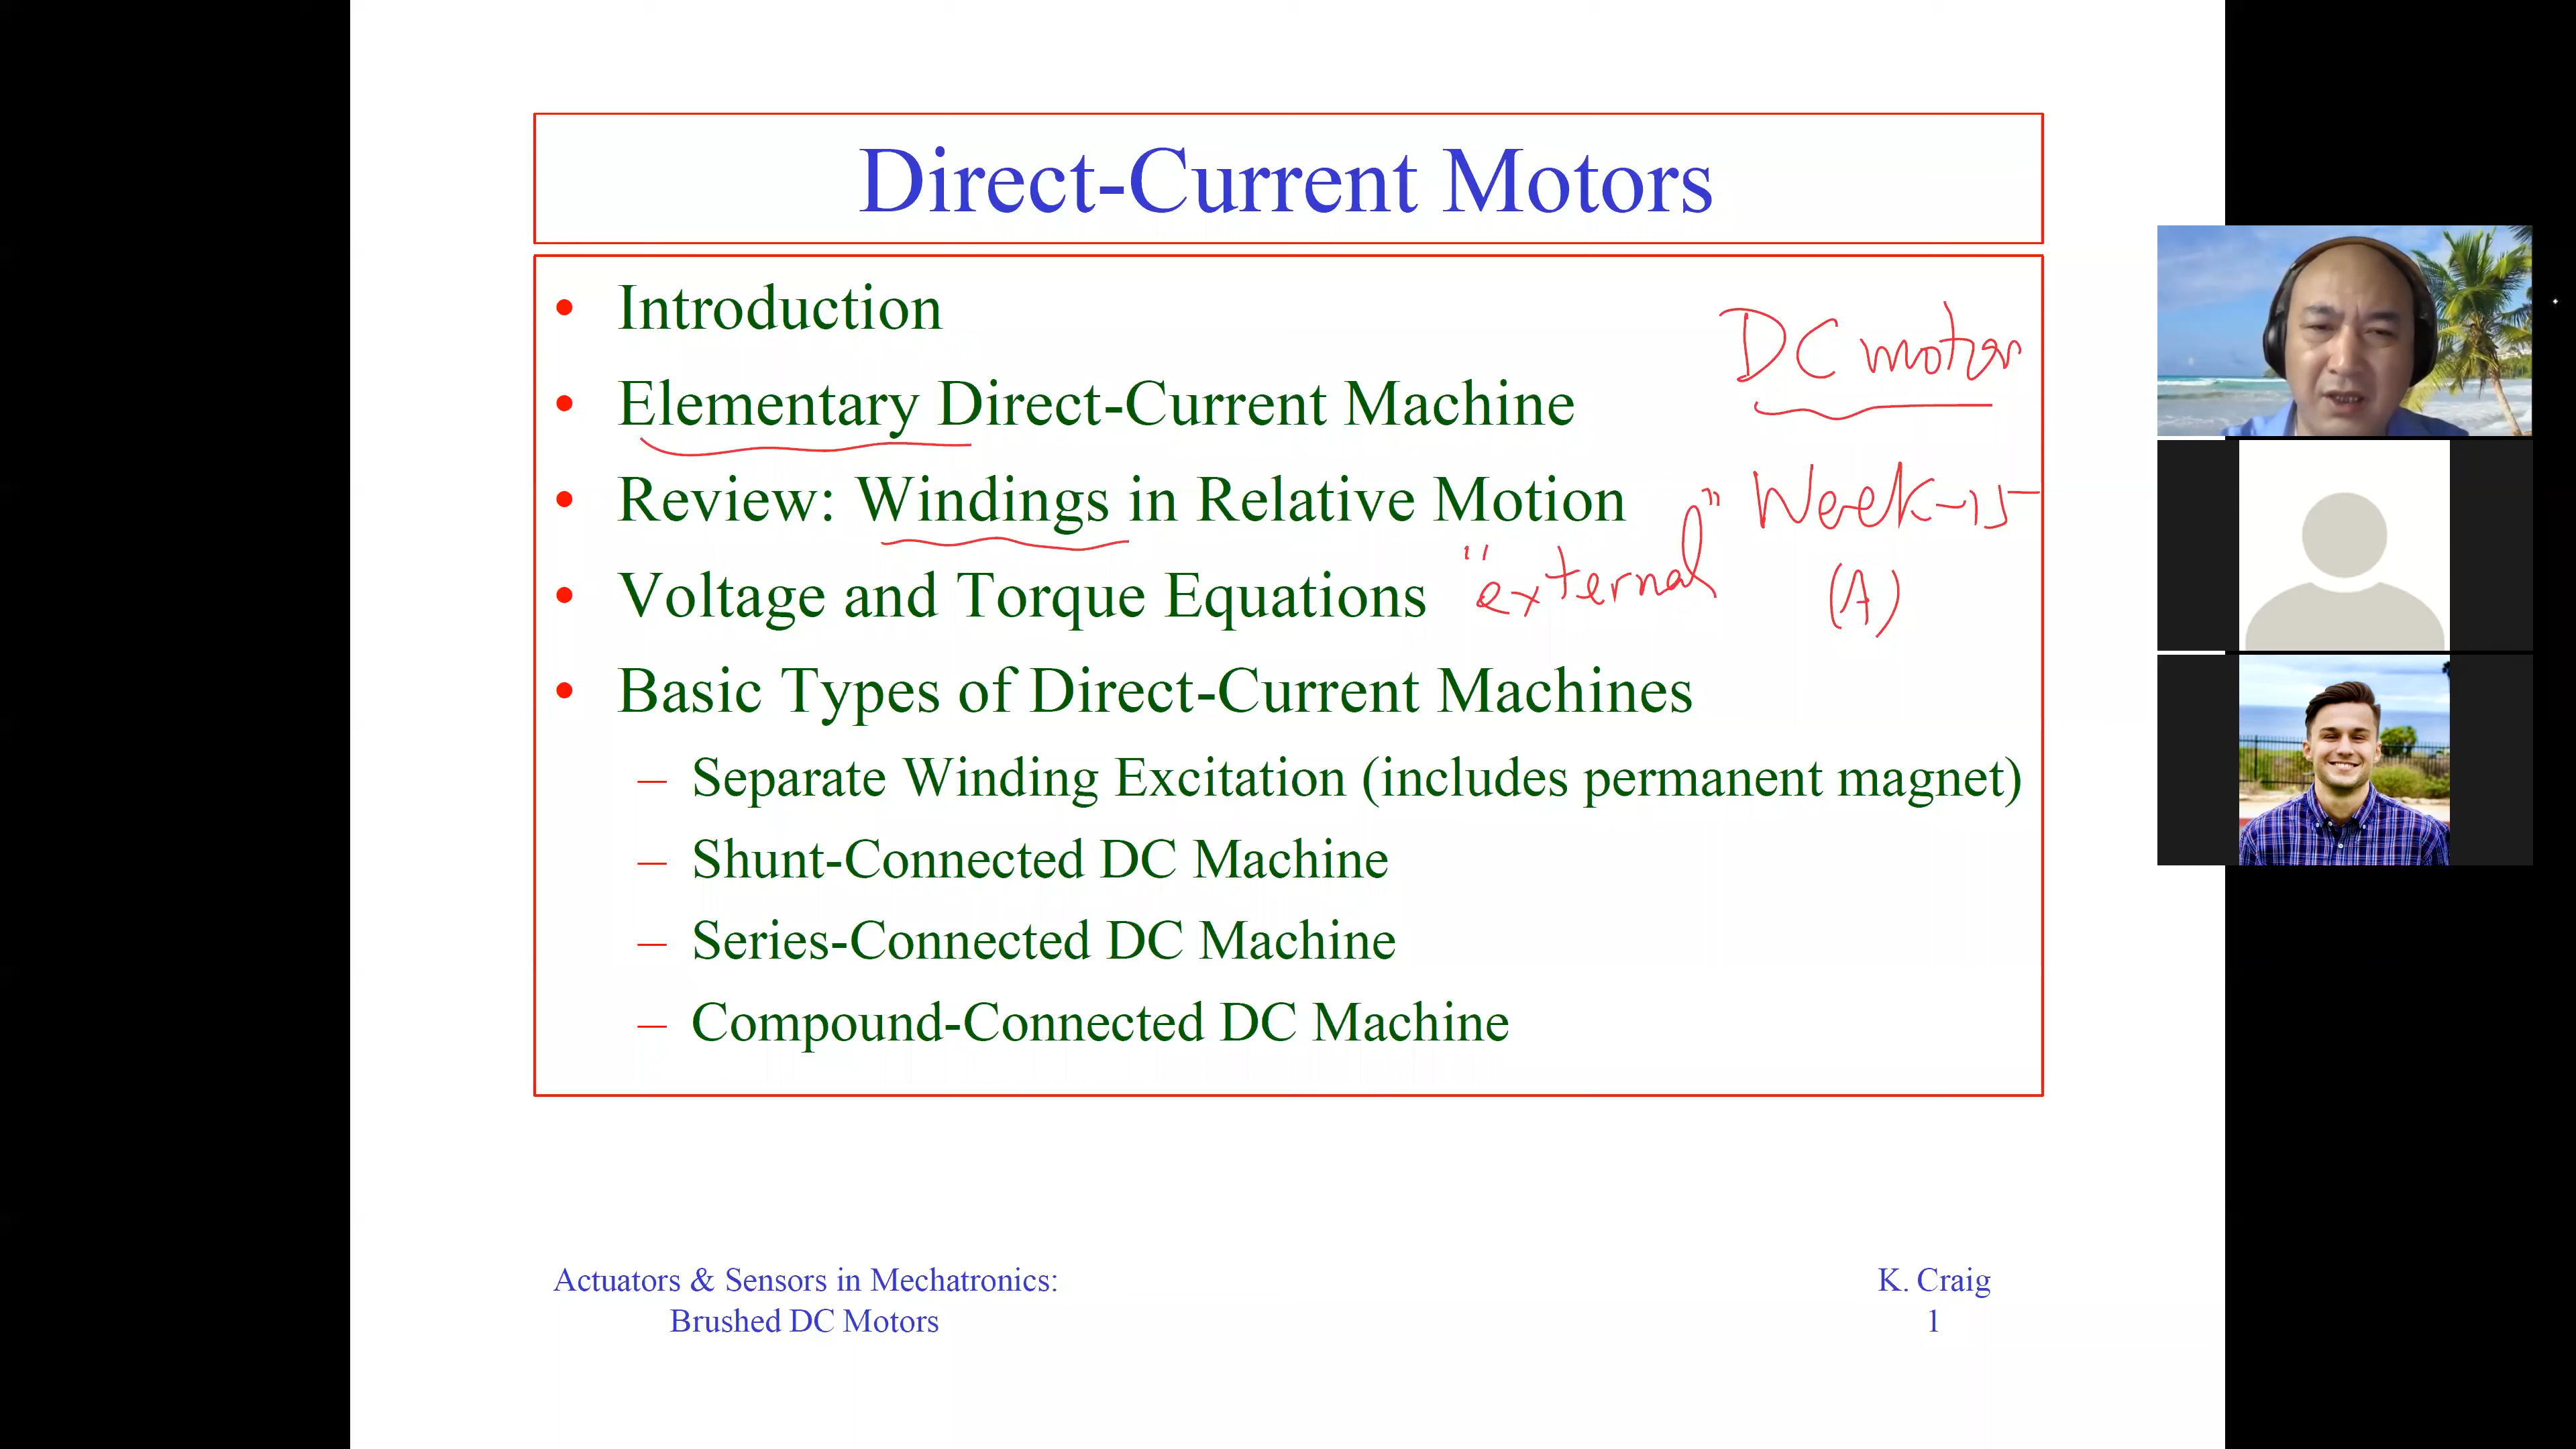 Direct-Current Motors
• Introduction
DC motor
• Elementary Direct-Current Machine
• Review: Windings in Relative Motion
Week-15
"external"
(A)
• Voltage and Torque Equations
• Basic Types of Direct-Current Machines
– Separate Winding Excitation (includes permanent magnet)
– Shunt-Connected DC Machine
– Series-Connected DC Machine
– Compound-Connected DC Machine
Actuators & Sensors in Mechatronics:
Brushed DC Motors
K. Craig
1